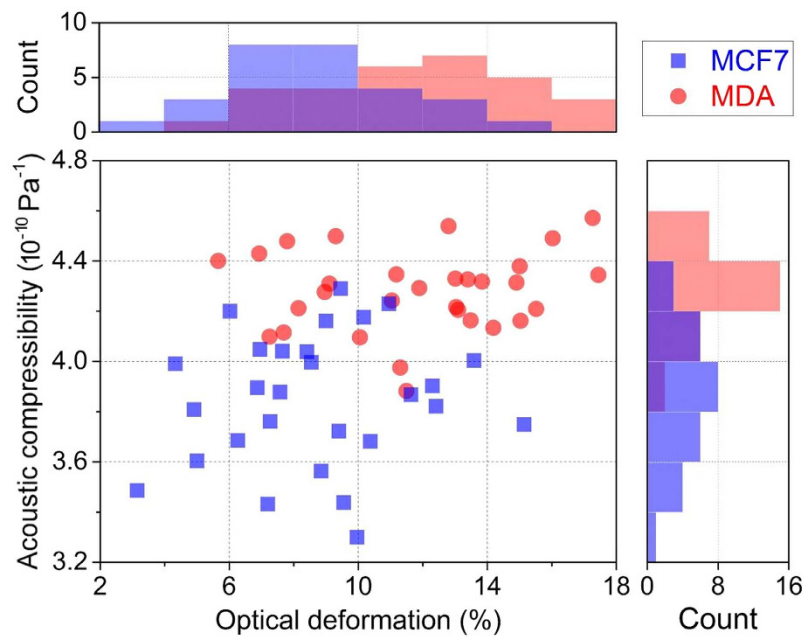 10
5
0
Count
MCF7
MDA
4.8
4.4
4.0
3.6
3.2
Acoustic compressibility (10⁻¹⁰ Pa⁻¹)
2 6 10 14 18
Optical deformation (%)
0 8 16
Count